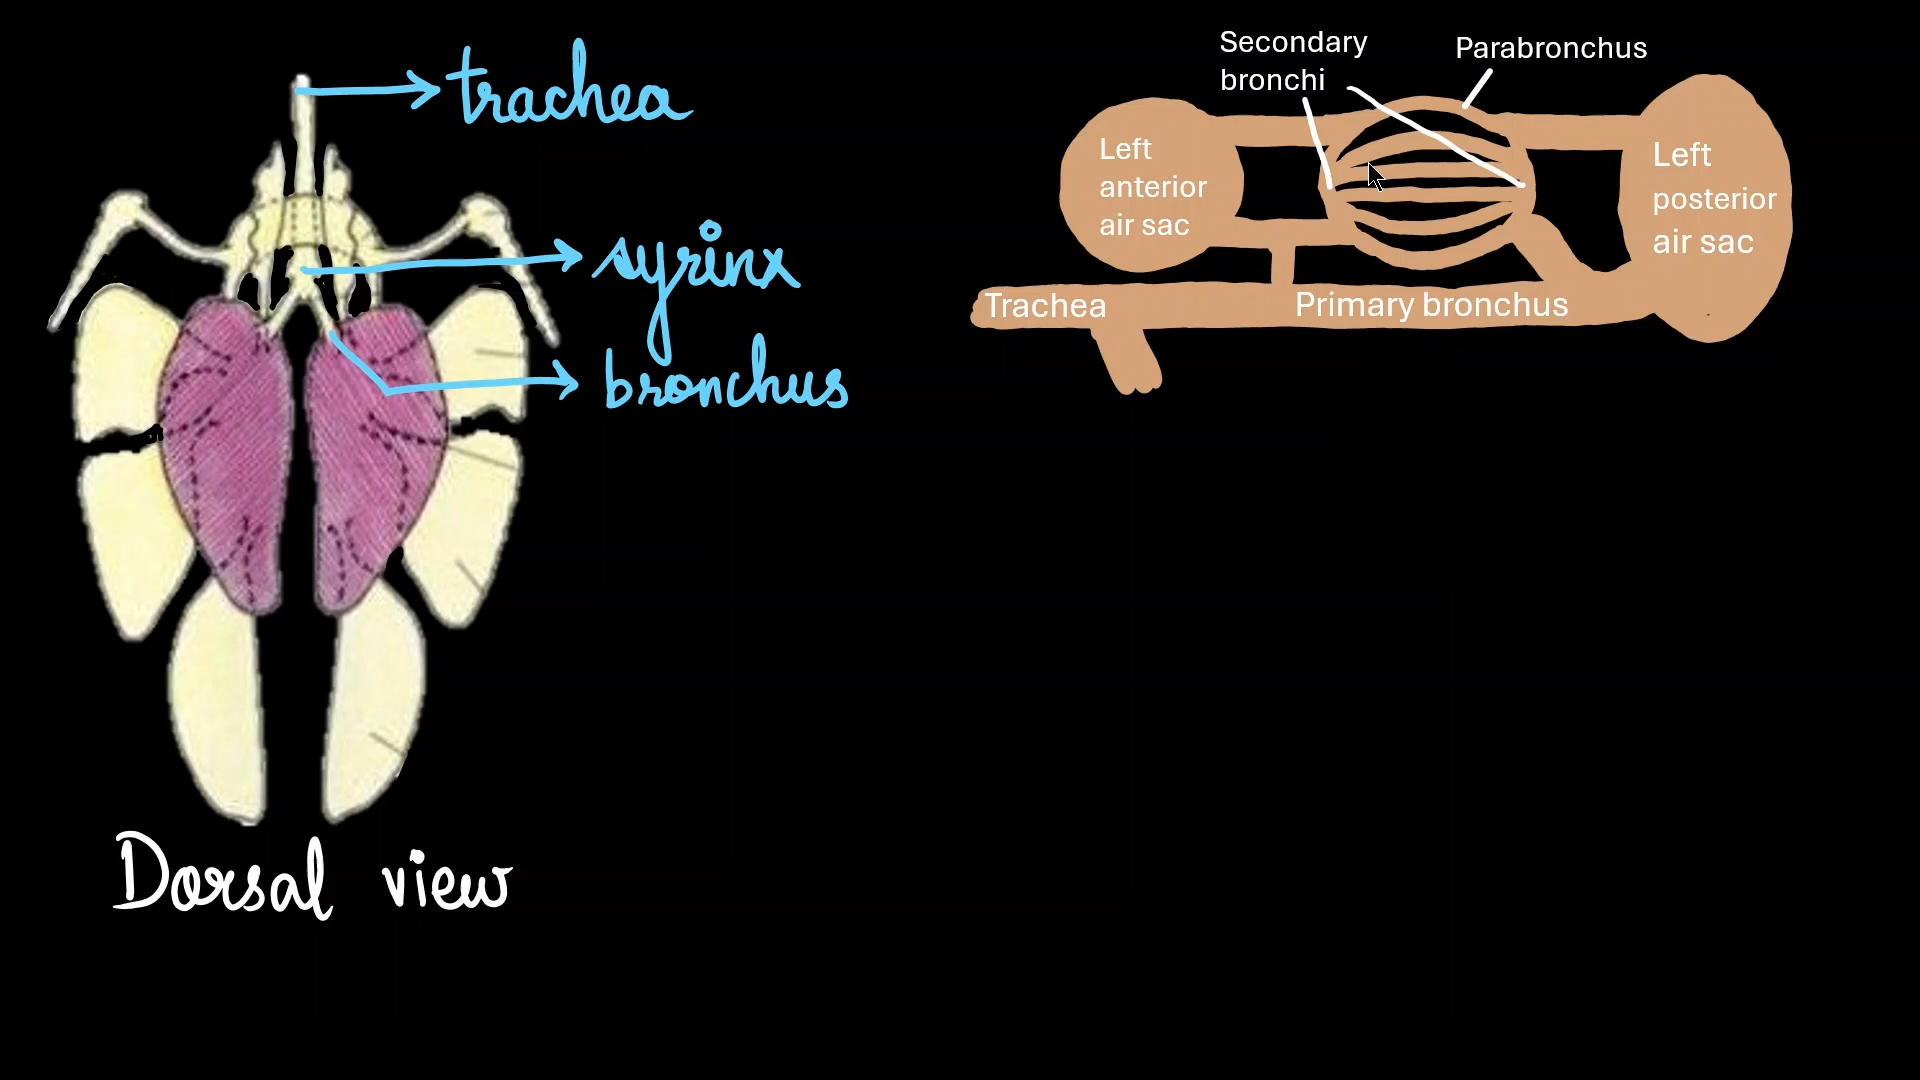 trachea
syrinx
bronchus
Dorsal view
Secondary
bronchi
Parabronchus
Left
anterior
air sac
Left
posterior
air sac
Trachea
Primary bronchus